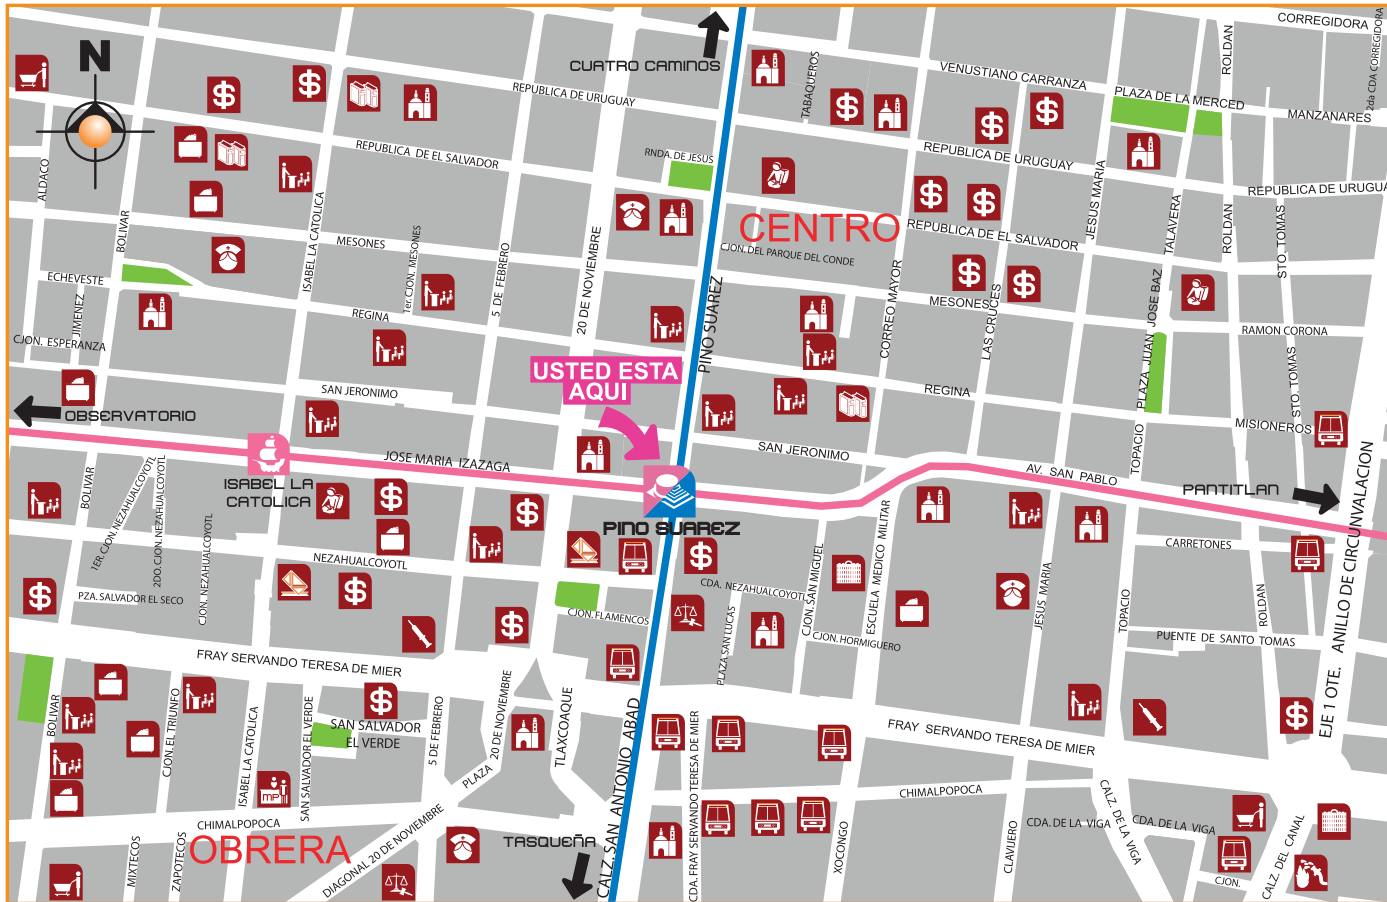 CORREGIDORA
2da CDA CORREGIDORA
ROLDAN
N
CUATRO CAMINOS
TABAQUEROS
VENUSTIANO CARRANZA
PLAZA DE LA MERCED
MANZANARES
REPUBLICA DE URUGUAY
REPUBLICA DE EL SALVADOR
RNDA. DE JESUS
REPUBLICA DE URUGUAY
REPUBLICA DE URUGUA
ALDACO
BOLIVAR
ISABEL LA CATOLICA
MESONES
1er. CJON. MESONES
5 DE FEBRERO
20 DE NOVIEMBRE
CENTRO
CJON. DEL PARQUE DEL CONDE
REPUBLICA DE EL SALVADOR
JESUS MARIA
TALAVERA
ROLDAN
STO. TOMAS
ECHEVESTE
JIMENEZ
CJON. ESPERANZA
REGINA
PINO SUAREZ
CORREO MAYOR
MESONES
LAS CRUCES
PLAZA JUAN JOSE BAZ
RAMON CORONA
STO. TOMAS
USTED ESTA
AQUI
SAN JERONIMO
REGINA
MISIONEROS
OBSERVATORIO
JOSE MARIA IZAZAGA
SAN JERONIMO
TOPACIO
AV. SAN PABLO
PANTITLAN
ISABEL LA
CATOLICA
PINO SUAREZ
BOLIVAR
1ER. CJON. NEZAHUALCOYOTL
2DO. CJON. NEZAHUALCOYOTL
CJON. NEZAHUALCOYOTL
NEZAHUALCOYOTL
PZA. SALVADOR EL SECO
CJON. FLAMENCOS
CDA. NEZAHUALCOYOTL
PLAZA SAN LUCAS
CJON. SAN MIGUEL
CJON. HORMIGUERO
ESCUELA MEDICO MILITAR
JESUS MARIA
TOPACIO
CARRETONES
ROLDAN
PUENTE DE SANTO TOMAS
EJE 1 OTE. ANILLO DE CIRCUNVALACION
FRAY SERVANDO TERESA DE MIER
FRAY SERVANDO TERESA DE MIER
BOLIVAR
CJON. EL TRIUNFO
ISABEL LA CATOLICA
SAN SALVADOR EL VERDE
SAN SALVADOR
EL VERDE
5 DE FEBRERO
PLAZA 20 DE NOVIEMBRE
TLAXCOAQUE
CALZ. SAN ANTONIO ABAD
CDA. FRAY SERVANDO TERESA DE MIER
MP
CHIMALPOPOCA
CHIMALPOPOCA
OBRERA
MIXTECOS
ZAPOTECOS
DIAGONAL 20 DE NOVIEMBRE
TASQUEÑA
XOCONGO
CLAVIJERO
CDA. DE LA VIGA
CALZ. DE LA VIGA
CDA. DE LA VIGA
CJON.
CALZ. DEL CANAL